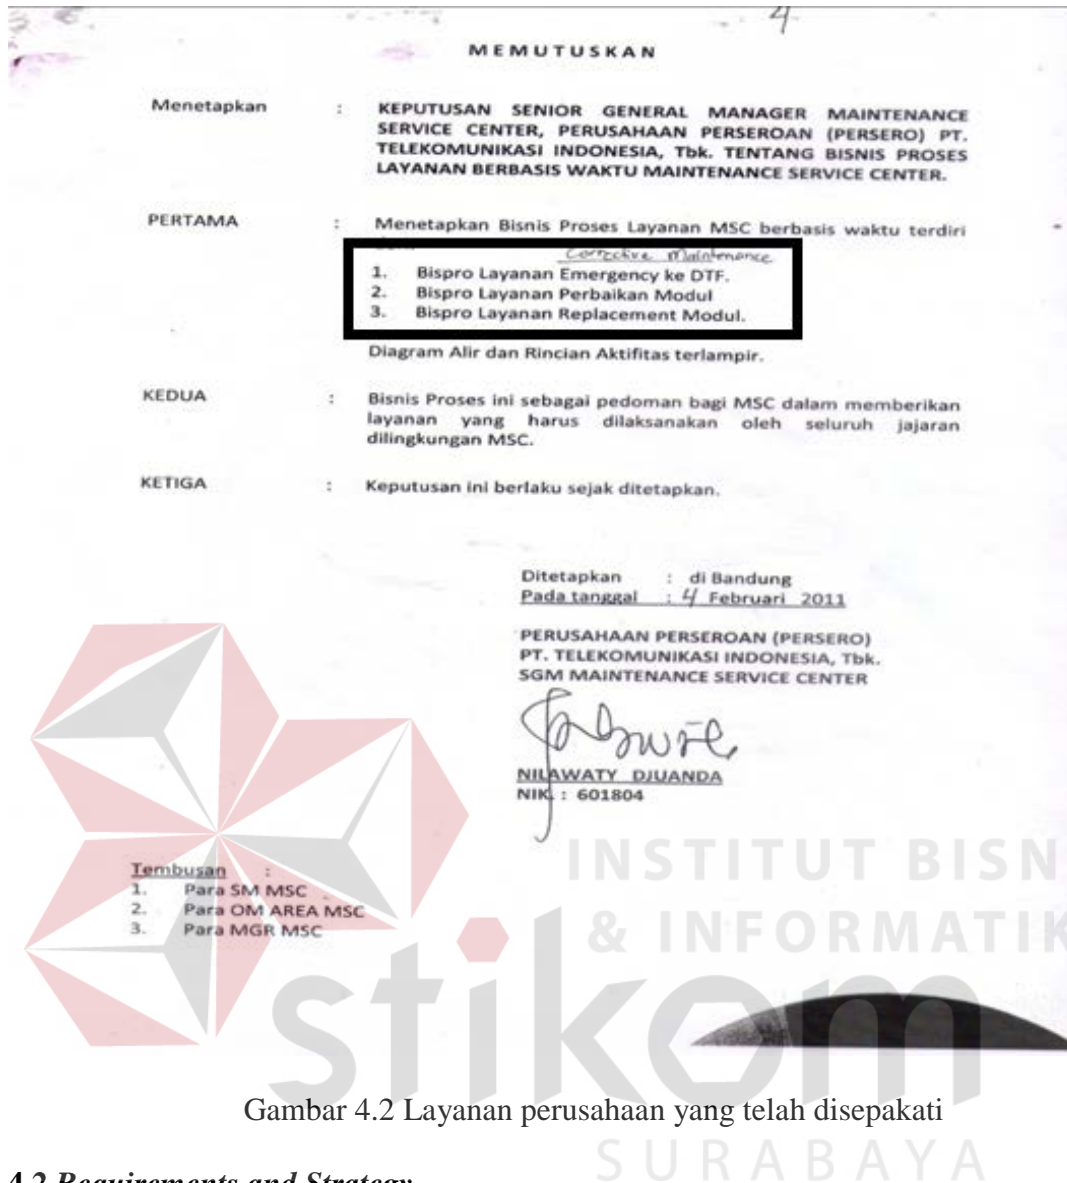 4
MEMUTUSKAN
Menetapkan : KEPUTUSAN SENIOR GENERAL MANAGER MAINTENANCE
SERVICE CENTER, PERUSAHAAN PERSEROAN (PERSERO) PT.
TELEKOMUNIKASI INDONESIA, Tbk. TENTANG BISNIS PROSES
LAYANAN BERBASIS WAKTU MAINTENANCE SERVICE CENTER.
PERTAMA : Menetapkan Bisnis Proses Layanan MSC berbasis waktu terdiri
Corrective Maintenance
1. Bispro Layanan Emergency ke DTF.
2. Bispro Layanan Perbaikan Modul
3. Bispro Layanan Replacement Modul.
Diagram Alir dan Rincian Aktifitas terlampir.
KEDUA : Bisnis Proses ini sebagai pedoman bagi MSC dalam memberikan
layanan yang harus dilaksanakan oleh seluruh jajaran
dilingkungan MSC.
KETIGA : Keputusan ini berlaku sejak ditetapkan.
Ditetapkan : di Bandung
Pada tanggal : 4 Februari 2011
PERUSAHAAN PERSEROAN (PERSERO)
PT. TELEKOMUNIKASI INDONESIA, Tbk.
SGM MAINTENANCE SERVICE CENTER
NILAWATY DJUANDA
NIK. : 601804
Tembusan :
1. Para SM MSC
2. Para OM AREA MSC
3. Para MGR MSC
INSTITUT BISN
& INFORMATIK
stikom
SURABAYA
Gambar 4.2 Layanan perusahaan yang telah disepakati
4.2 Requirements and Strategy